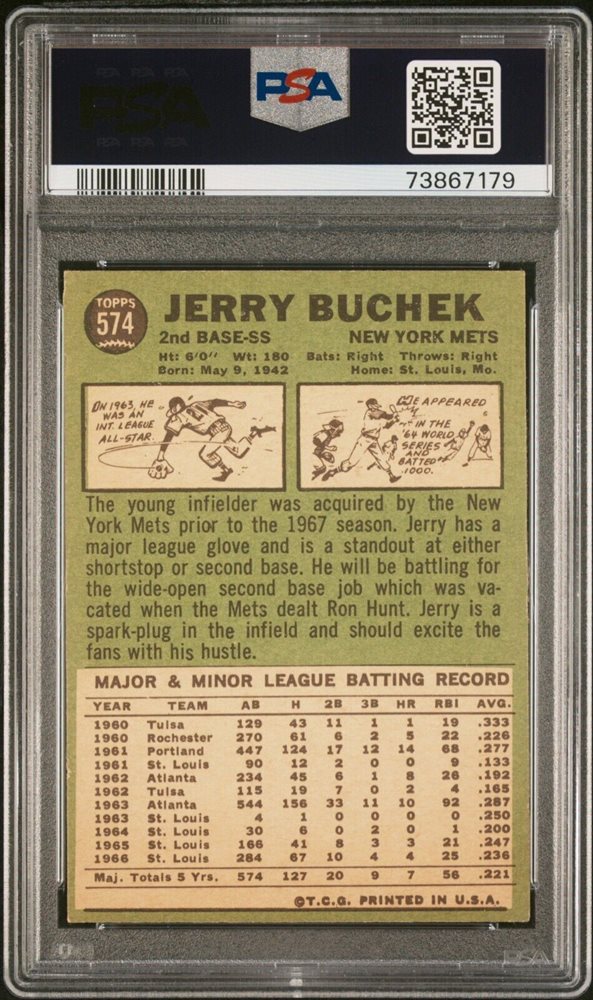 PSA PSA PSA
PSA
PSA PSA PSA
PSA
73867179
TOPPS
574
JERRY BUCHEK
2nd BASE-SS NEW YORK METS
Ht: 6'0" Wt: 180 Bats: Right Throws: Right
Born: May 9, 1942 Home: St. Louis, Mo.
IN 1963, HE
WAS AN
INT. LEAGUE
ALL-STAR.
HE APPEARED
IN THE
'64 WORLD
SERIES
AND
BATTED
1.000.
The young infielder was acquired by the New
York Mets prior to the 1967 season. Jerry has a
major league glove and is a standout at either
shortstop or second base. He will be battling for
the wide-open second base job which was va-
cated when the Mets dealt Ron Hunt. Jerry is a
spark-plug in the infield and should excite the
fans with his hustle.
MAJOR & MINOR LEAGUE BATTING RECORD
YEAR TEAM AB H 2B 3B HR RBI AVG.
1960 Tulsa 129 43 11 1 1 19 .333
1960 Rochester 270 61 6 2 5 22 .226
1961 Portland 447 124 17 12 14 68 .277
1961 St. Louis 90 12 2 0 0 9 .133
1962 Atlanta 234 45 6 1 8 26 .192
1962 Tulsa 115 19 7 0 2 4 .165
1963 Atlanta 544 156 33 11 10 92 .287
1963 St. Louis 4 1 0 0 0 0 .250
1964 St. Louis 30 6 0 2 0 1 .200
1965 St. Louis 166 41 8 3 3 21 .247
1966 St. Louis 284 67 10 4 4 25 .236
Maj. Totals 5 Yrs. 574 127 20 9 7 56 .221
©T.C.G. PRINTED IN U.S.A.
PSA